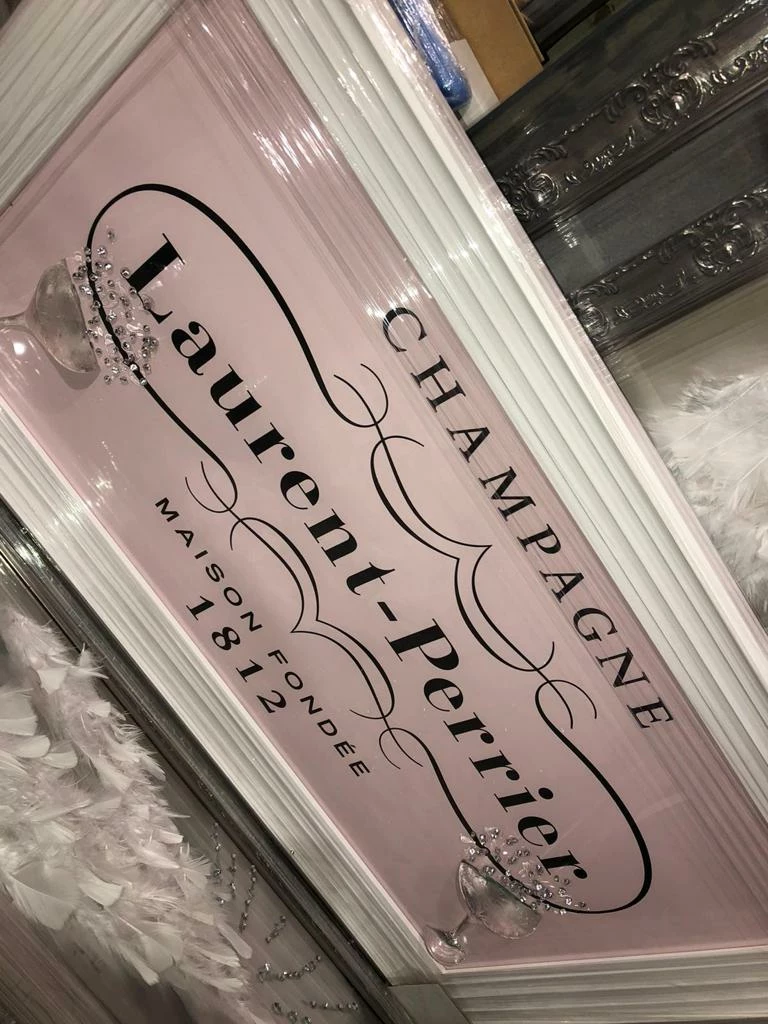 CHAMPAGNE
Laurent-Perrier
MAISON FONDÉE
1812